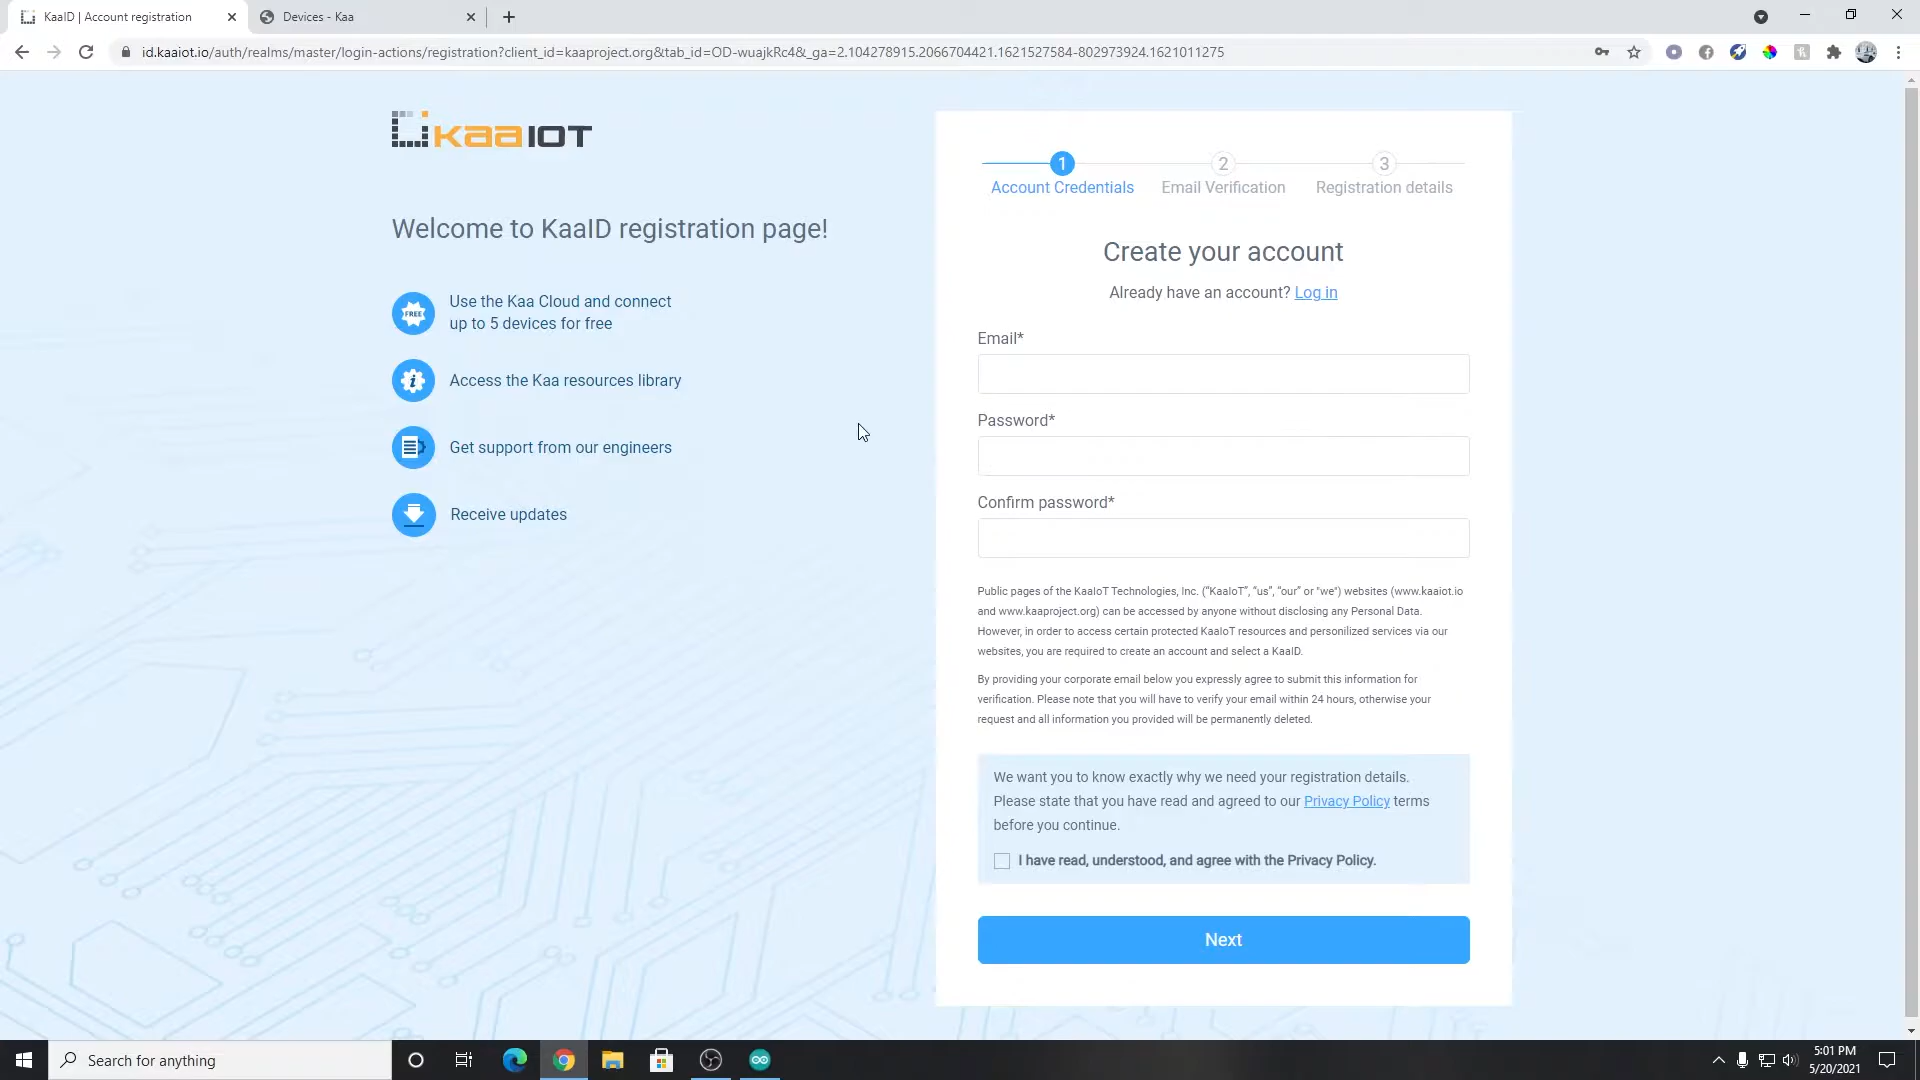 KaaID | Account registration
Devices - Kaa
id.kaaiot.io/auth/realms/master/login-actions/registration?client_id=kaaproject.org&tab_id=OD-wuajkRc4&_ga=2.104278915.2066704421.1621527584-802973924.1621011275
kaaIOT
Welcome to KaaID registration page!
FREE
Use the Kaa Cloud and connect
up to 5 devices for free
Access the Kaa resources library
Get support from our engineers
Receive updates
1
2
3
Account Credentials
Email Verification
Registration details
Create your account
Already have an account? Log in
Email*
Password*
Confirm password*
Public pages of the KaaIoT Technologies, Inc. (“KaaIoT”, “us”, “our” or "we") websites (www.kaaiot.io
and www.kaaproject.org) can be accessed by anyone without disclosing any Personal Data.
However, in order to access certain protected KaaIoT resources and personilized services via our
websites, you are required to create an account and select a KaaID.
By providing your corporate email below you expressly agree to submit this information for
verification. Please note that you will have to verify your email within 24 hours, otherwise your
request and all information you provided will be permanently deleted.
We want you to know exactly why we need your registration details.
Please state that you have read and agreed to our Privacy Policy terms
before you continue.
I have read, understood, and agree with the Privacy Policy.
Next
Search for anything
5:01 PM
5/20/2021